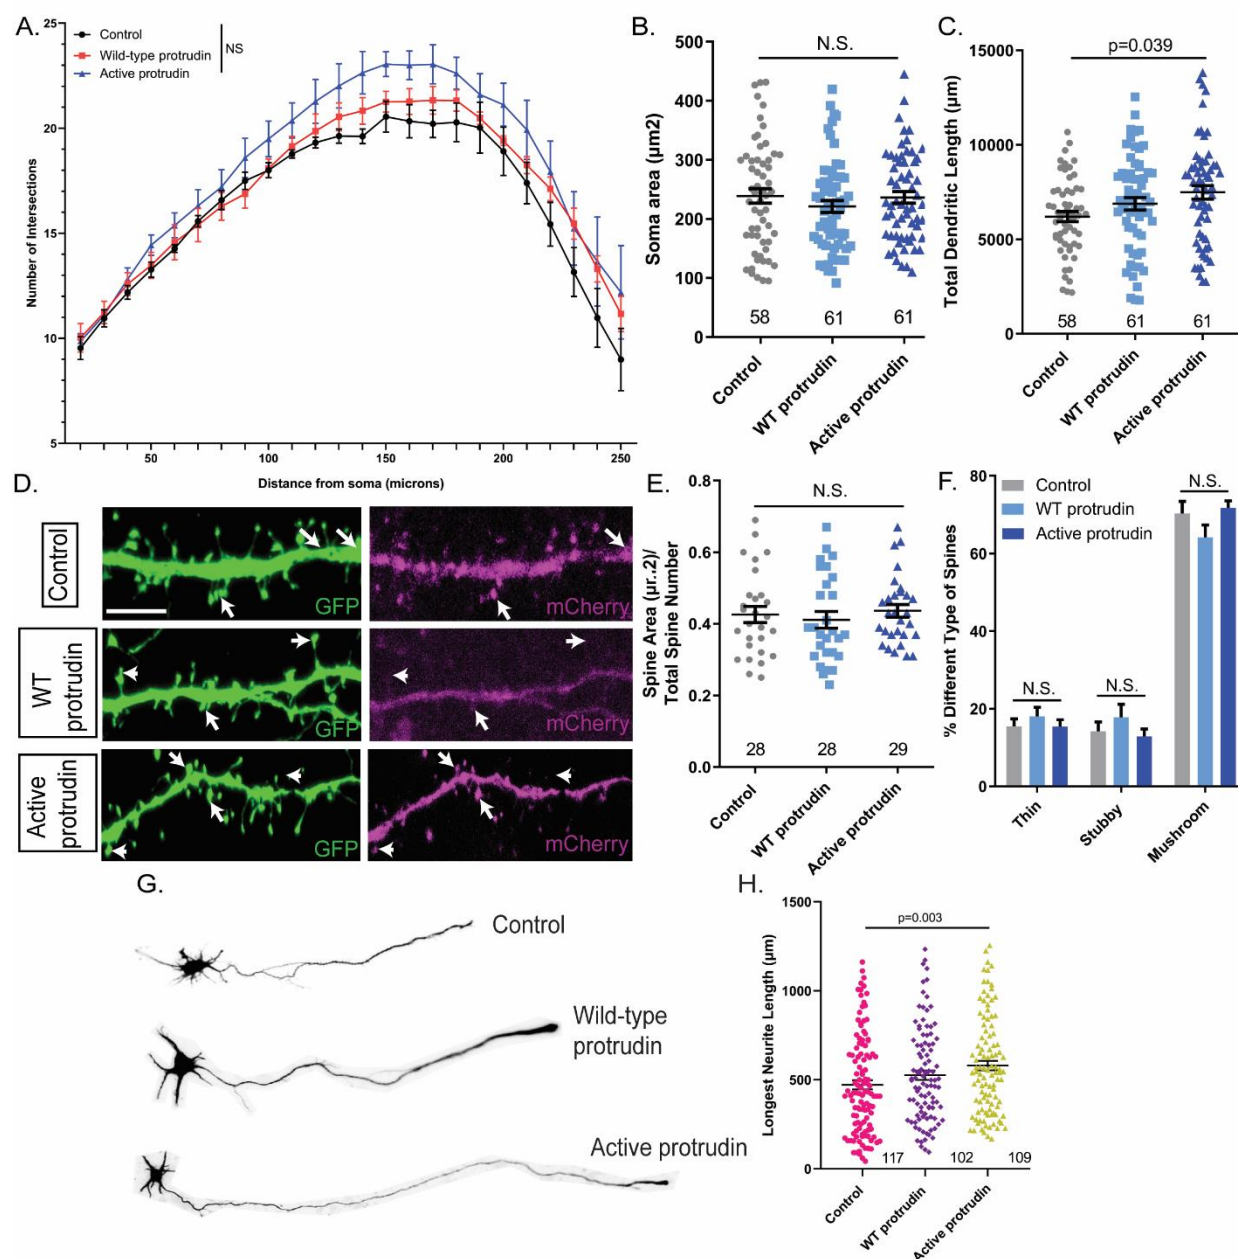 A.
Control
Wild-type protrudin
Active protrudin
NS
Number of Intersections
25
20
15
10
5
50
100
150
200
250
Distance from soma (microns)
B.
N.S.
Soma area (μm2)
500
400
300
200
100
0
58
61
61
Control
WT protrudin
Active protrudin
C.
p=0.039
Total Dendritic Length (μm)
15000
10000
5000
0
58
61
61
Control
WT protrudin
Active protrudin
D.
Control
GFP
mCherry
WT
protrudin
GFP
mCherry
Active
protrudin
GFP
mCherry
E.
N.S.
Spine Area (μr..2)/
Total Spine Number
0.8
0.6
0.4
0.2
0.0
28
28
29
Control
WT protrudin
Active protrudin
F.
Control
WT protrudin
Active protrudin
N.S.
N.S.
N.S.
% Different Type of Spines
80
60
40
20
0
Thin
Stubby
Mushroom
G.
Control
Wild-type
protrudin
Active protrudin
H.
p=0.003
Longest Neurite Length (μm)
1500
1000
500
0
117
102
109
Control
WT protrudin
Active protrudin